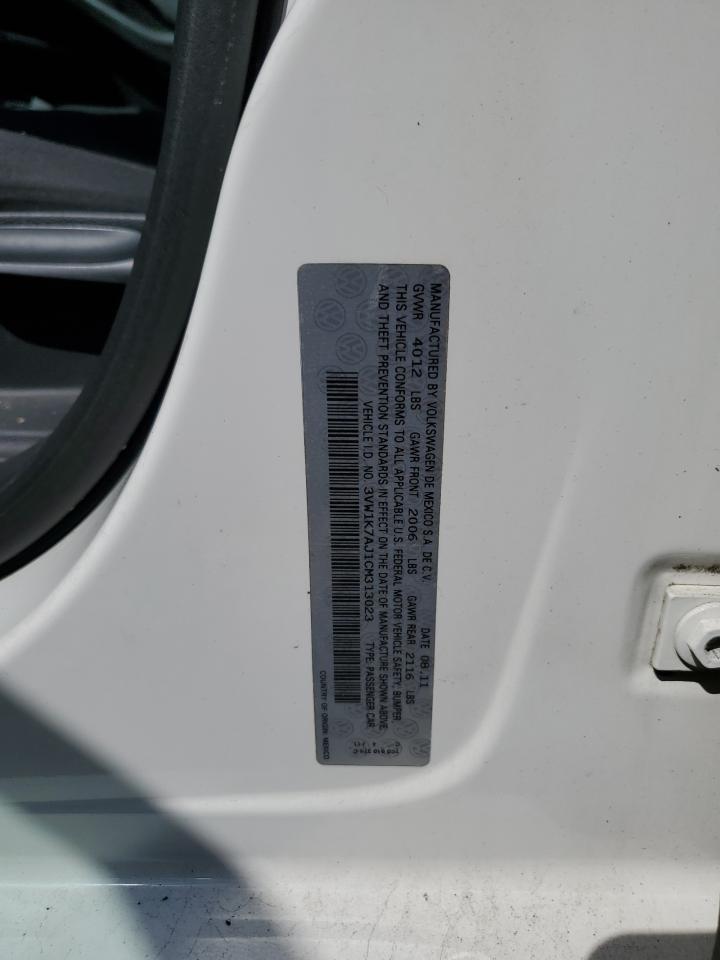 MANUFACTURED BY VOLKSWAGEN DE MEXICO S.A. DE C.V. DATE 08.11
GVWR 4012 LBS GAWR FRONT 2006 LBS GAWR REAR 2116 LBS
THIS VEHICLE CONFORMS TO ALL APPLICABLE U.S. FEDERAL MOTOR VEHICLE SAFETY, BUMPER
AND THEFT PREVENTION STANDARDS IN EFFECT ON THE DATE OF MANUFACTURE SHOWN ABOVE.
VEHICLE I.D. NO. 3VW1K7AJ1CM313023 TYPE: PASSENGER CAR
COUNTRY OF ORIGIN: MEXICO